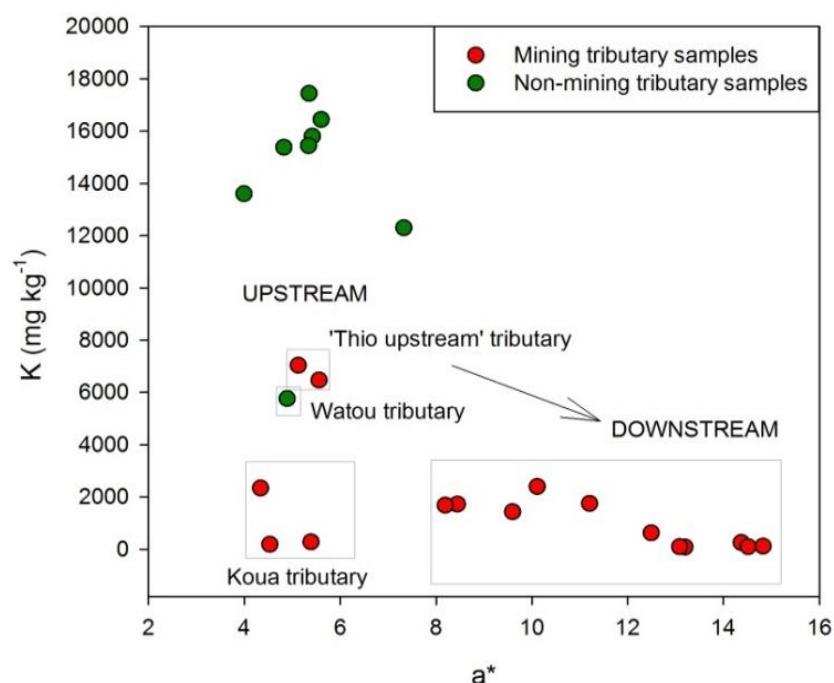 20000
18000
16000
14000
12000
10000
8000
6000
4000
2000
0
K (mg kg⁻¹)
Mining tributary samples
Non-mining tributary samples
UPSTREAM
'Thio upstream' tributary
Watou tributary
DOWNSTREAM
Koua tributary
2 4 6 8 10 12 14 16
a*